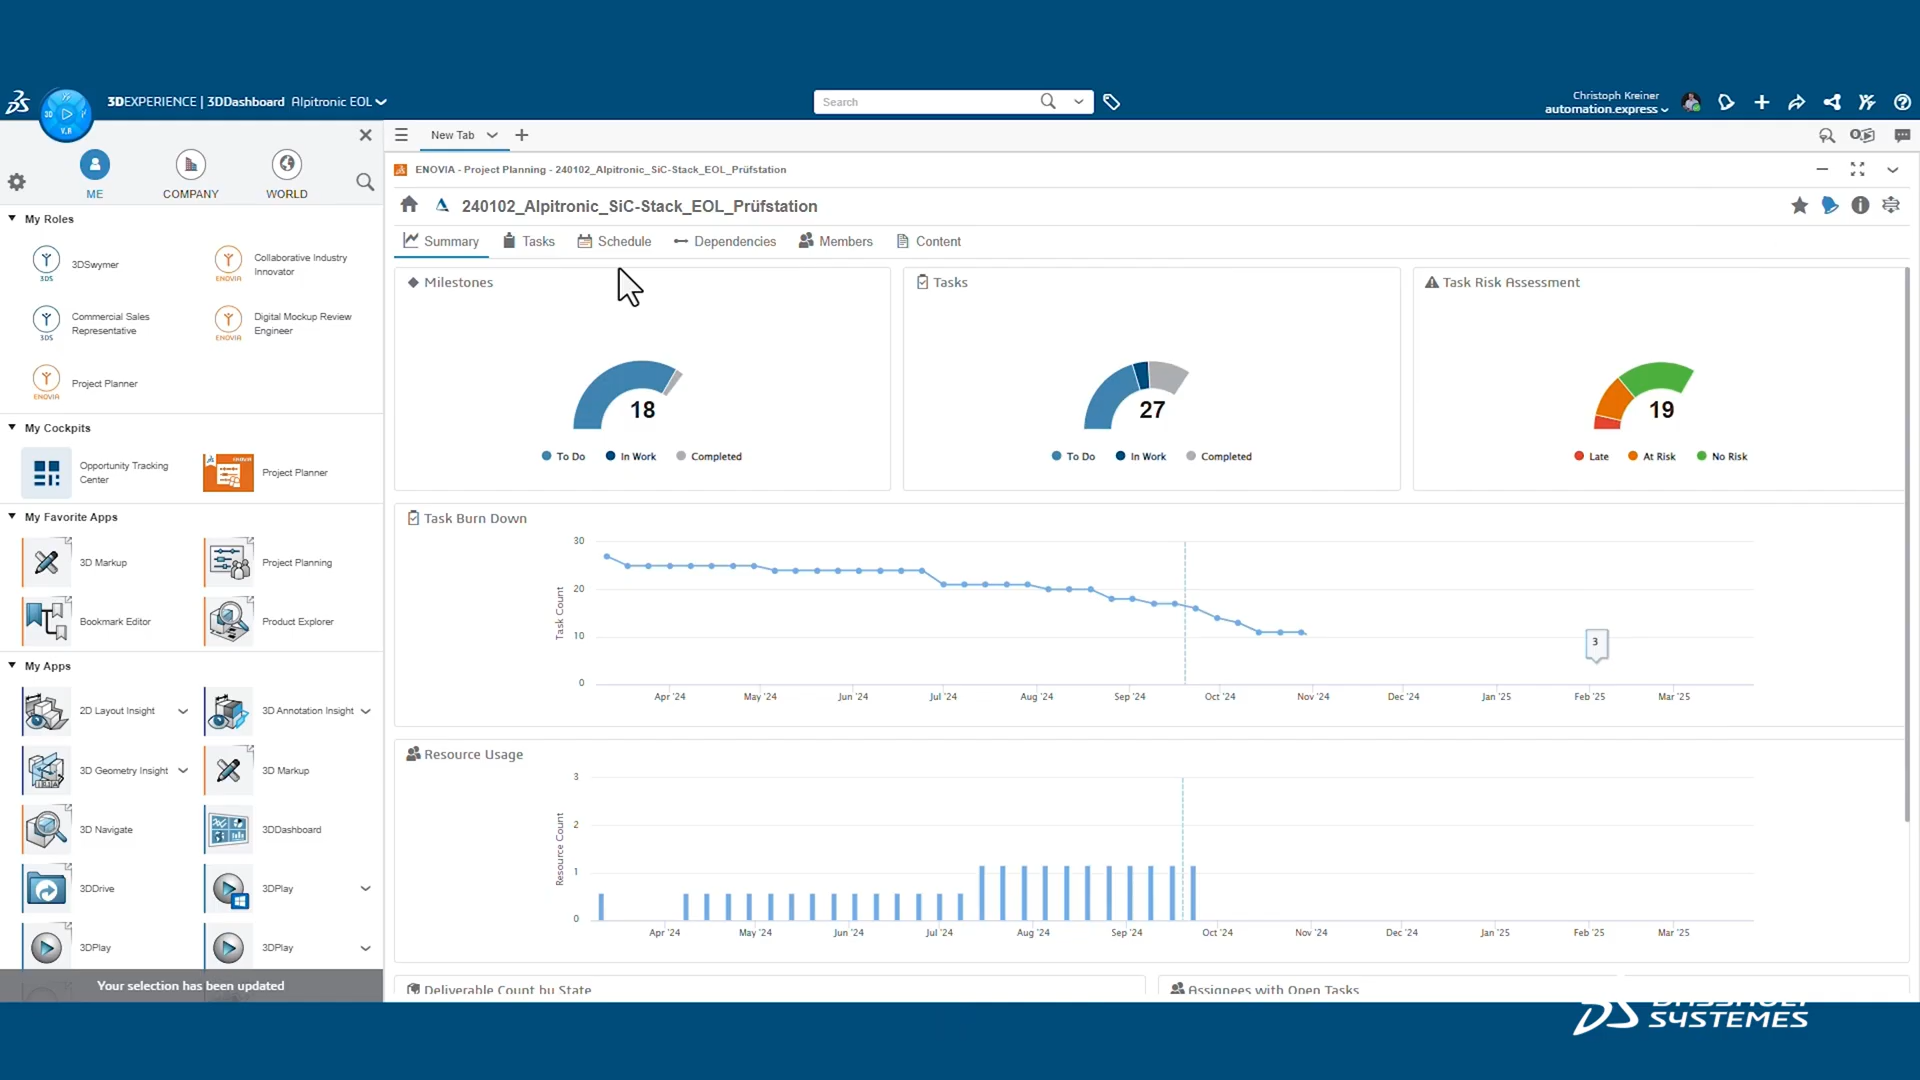 3DEXPERIENCE | 3DDashboard Alpitronic EOL
Search
Christoph Kreiner
automation.express
ME
COMPANY
WORLD
My Roles
3DSwymer
Collaborative Industry
Innovator
Commercial Sales
Representative
Digital Mockup Review
Engineer
Project Planner
My Cockpits
Opportunity Tracking
Center
Project Planner
My Favorite Apps
3D Markup
Project Planning
Bookmark Editor
Product Explorer
My Apps
2D Layout Insight
3D Annotation Insight
3D Geometry Insight
3D Markup
3D Navigate
3DDashboard
3DDrive
3DPlay
3DPlay
3DPlay
Your selection has been updated
New Tab
ENOVIA - Project Planning - 240102_Alpitronic_SiC-Stack_EOL_Prüfstation
240102_Alpitronic_SiC-Stack_EOL_Prüfstation
Summary
Tasks
Schedule
Dependencies
Members
Content
Milestones
18
To Do
In Work
Completed
Tasks
27
To Do
In Work
Completed
Task Risk Assessment
19
Late
At Risk
No Risk
Task Burn Down
Task Count
30
20
10
0
3
Apr '24
May '24
Jun '24
Jul '24
Aug '24
Sep '24
Oct '24
Nov '24
Dec '24
Jan '25
Feb '25
Mar '25
Resource Usage
Resource Count
3
2
1
0
Apr '24
May '24
Jun '24
Jul '24
Aug '24
Sep '24
Oct '24
Nov '24
Dec '24
Jan '25
Feb '25
Mar '25
Deliverable Count by State
Assignees with Open Tasks
SYSTEMES